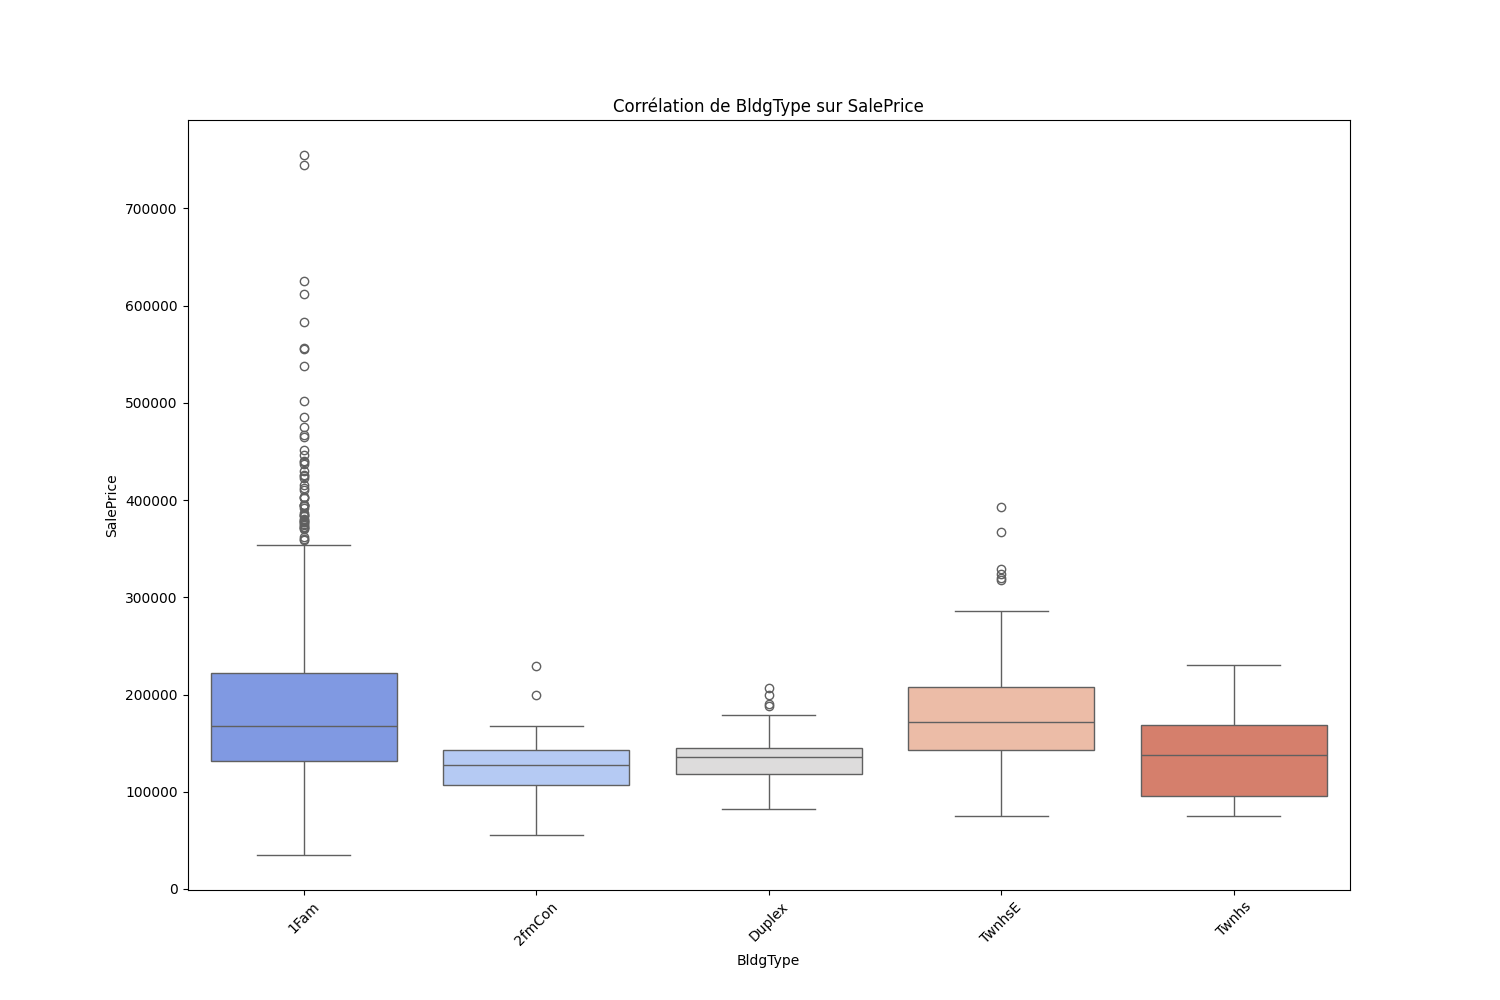 Corrélation de BldgType sur SalePrice
700000
600000
500000
400000
300000
200000
100000
0
SalePrice
1Fam
2fmCon
Duplex
TwnhsE
Twnhs
BldgType